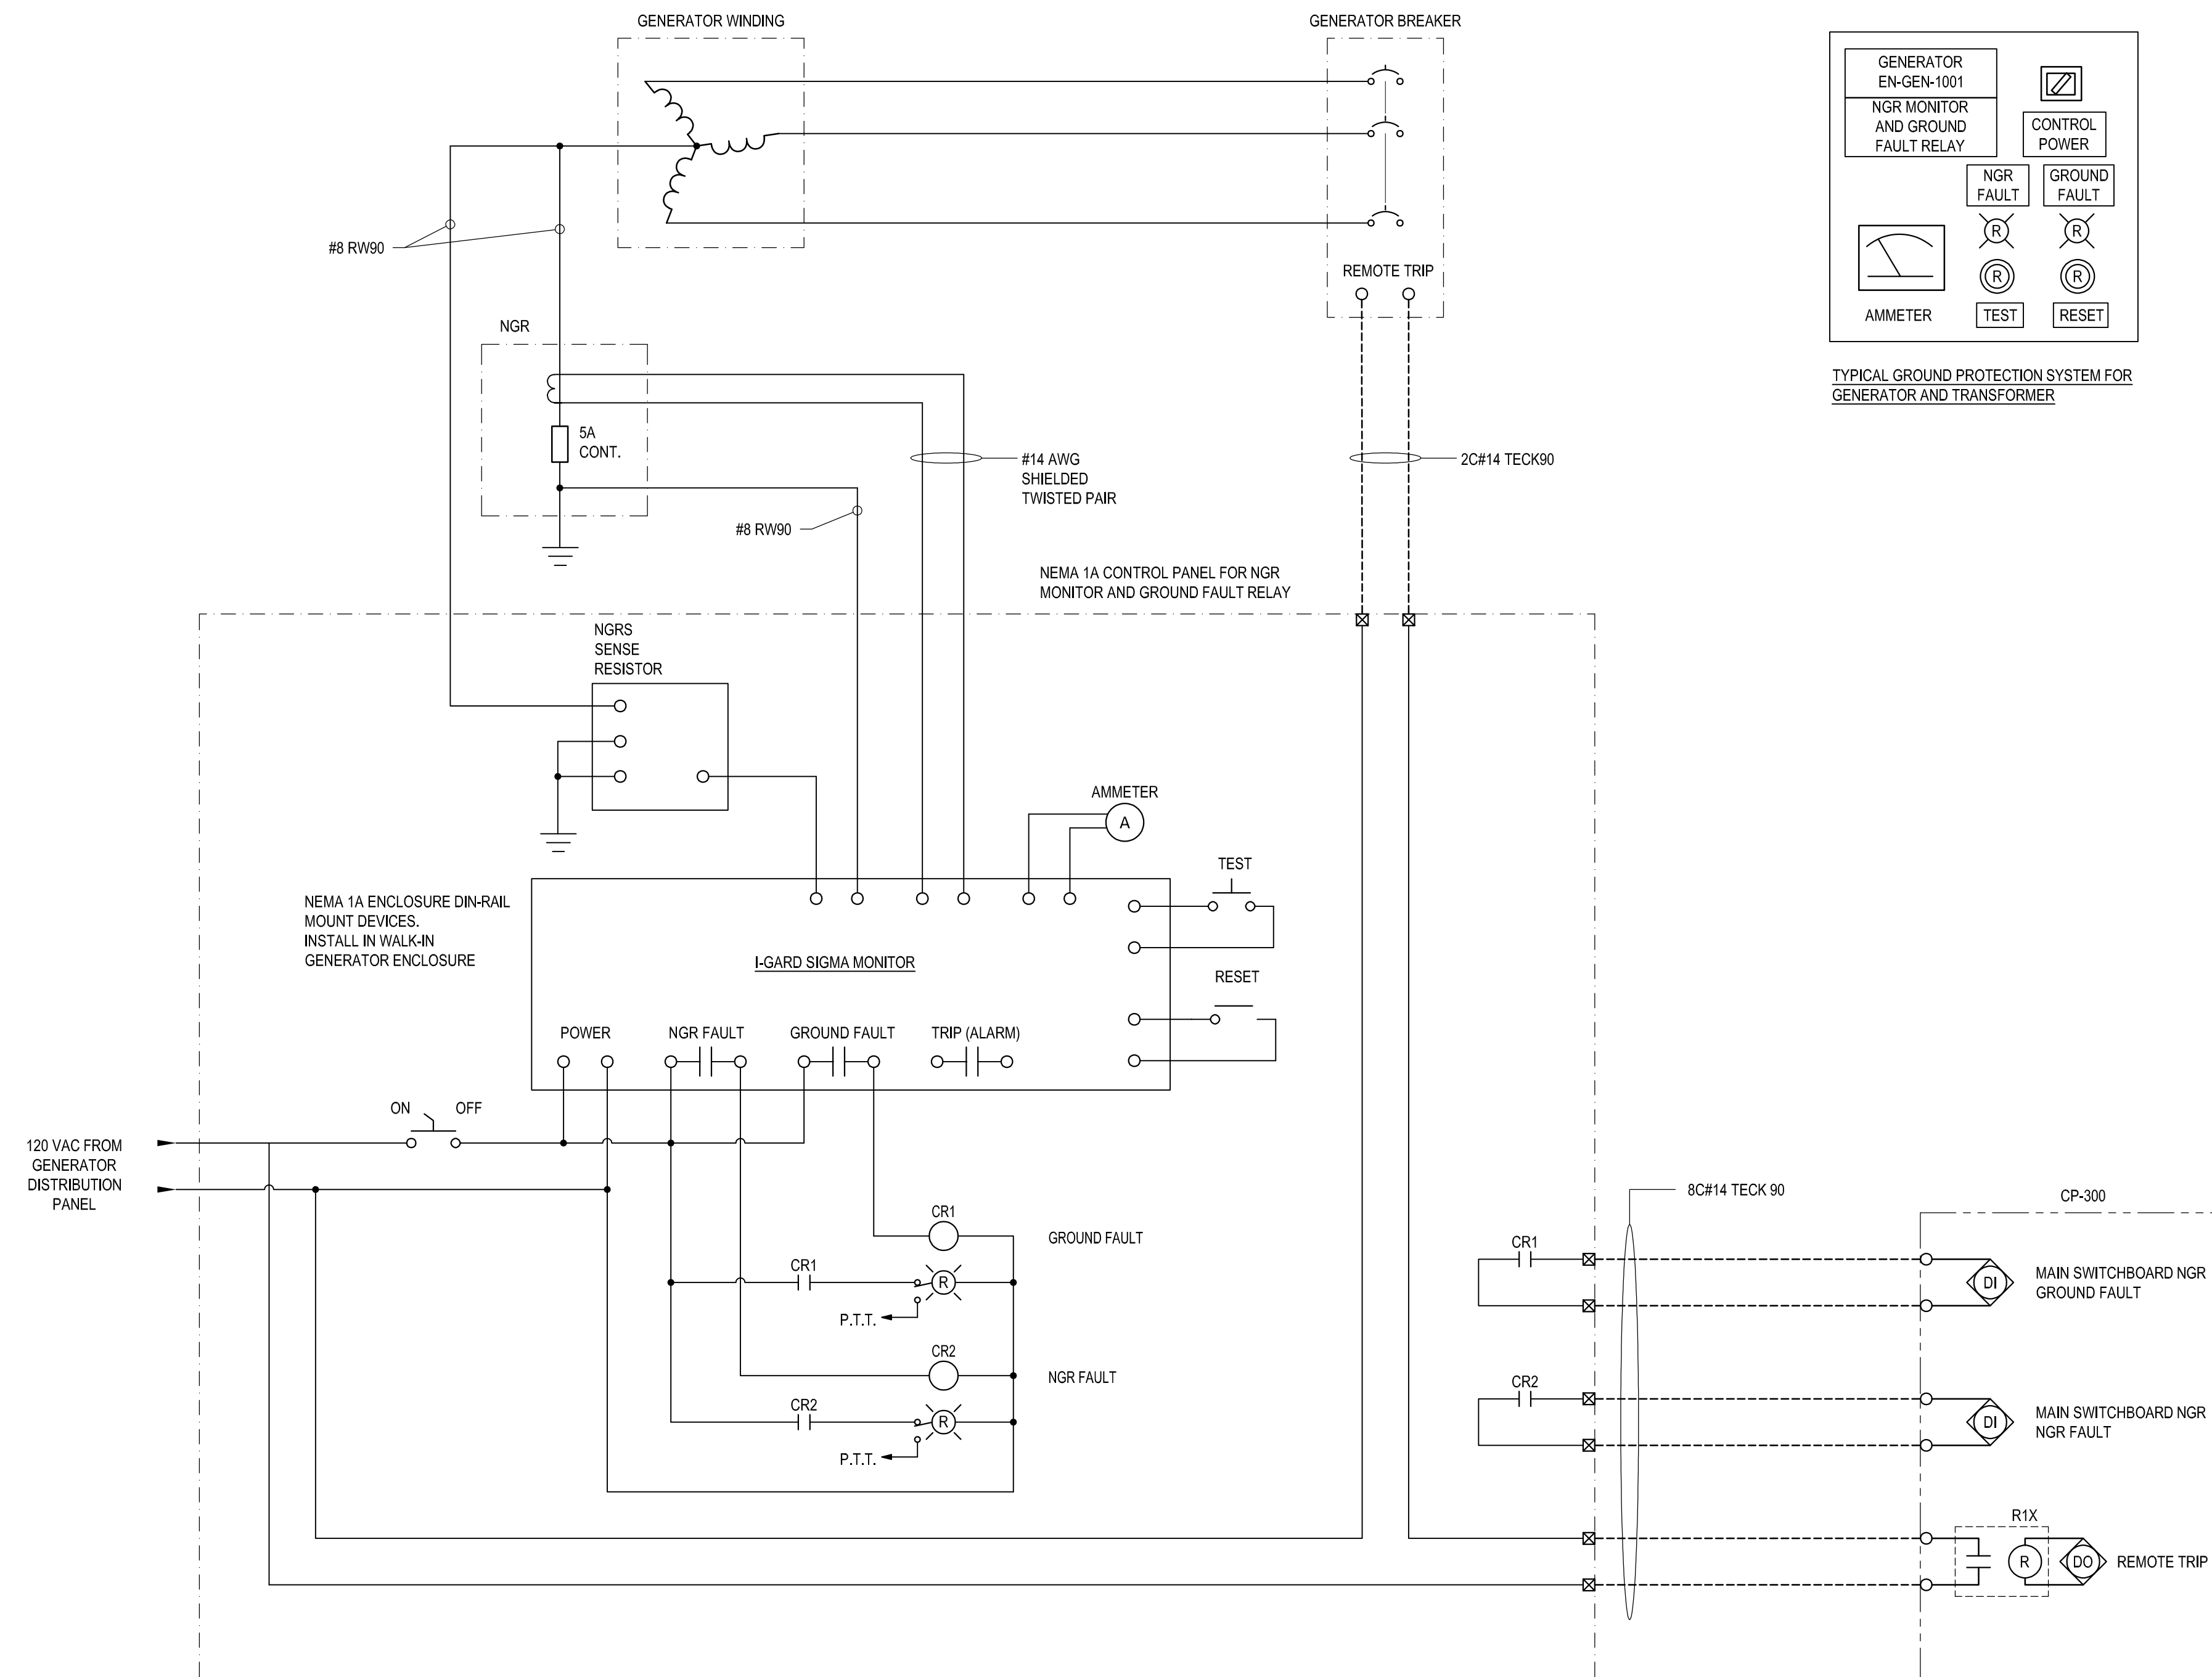 GENERATOR WINDING
GENERATOR BREAKER
GENERATOR
EN-GEN-1001
NGR MONITOR
AND GROUND
FAULT RELAY
CONTROL
POWER
NGR
FAULT
GROUND
FAULT
R
R
R
R
AMMETER
TEST
RESET
TYPICAL GROUND PROTECTION SYSTEM FOR
GENERATOR AND TRANSFORMER
#8 RW90
REMOTE TRIP
NGR
5A
CONT.
#14 AWG
SHIELDED
TWISTED PAIR
2C#14 TECK90
#8 RW90
NEMA 1A CONTROL PANEL FOR NGR
MONITOR AND GROUND FAULT RELAY
NGRS
SENSE
RESISTOR
AMMETER
A
TEST
NEMA 1A ENCLOSURE DIN-RAIL
MOUNT DEVICES.
INSTALL IN WALK-IN
GENERATOR ENCLOSURE
I-GARD SIGMA MONITOR
RESET
POWER
NGR FAULT
GROUND FAULT
TRIP (ALARM)
ON
OFF
120 VAC FROM
GENERATOR
DISTRIBUTION
PANEL
CR1
GROUND FAULT
CR1
R
P.T.T.
CR2
NGR FAULT
CR2
R
P.T.T.
8C#14 TECK 90
CP-300
CR1
DI
MAIN SWITCHBOARD NGR
GROUND FAULT
CR2
DI
MAIN SWITCHBOARD NGR
NGR FAULT
R1X
R
DO
REMOTE TRIP